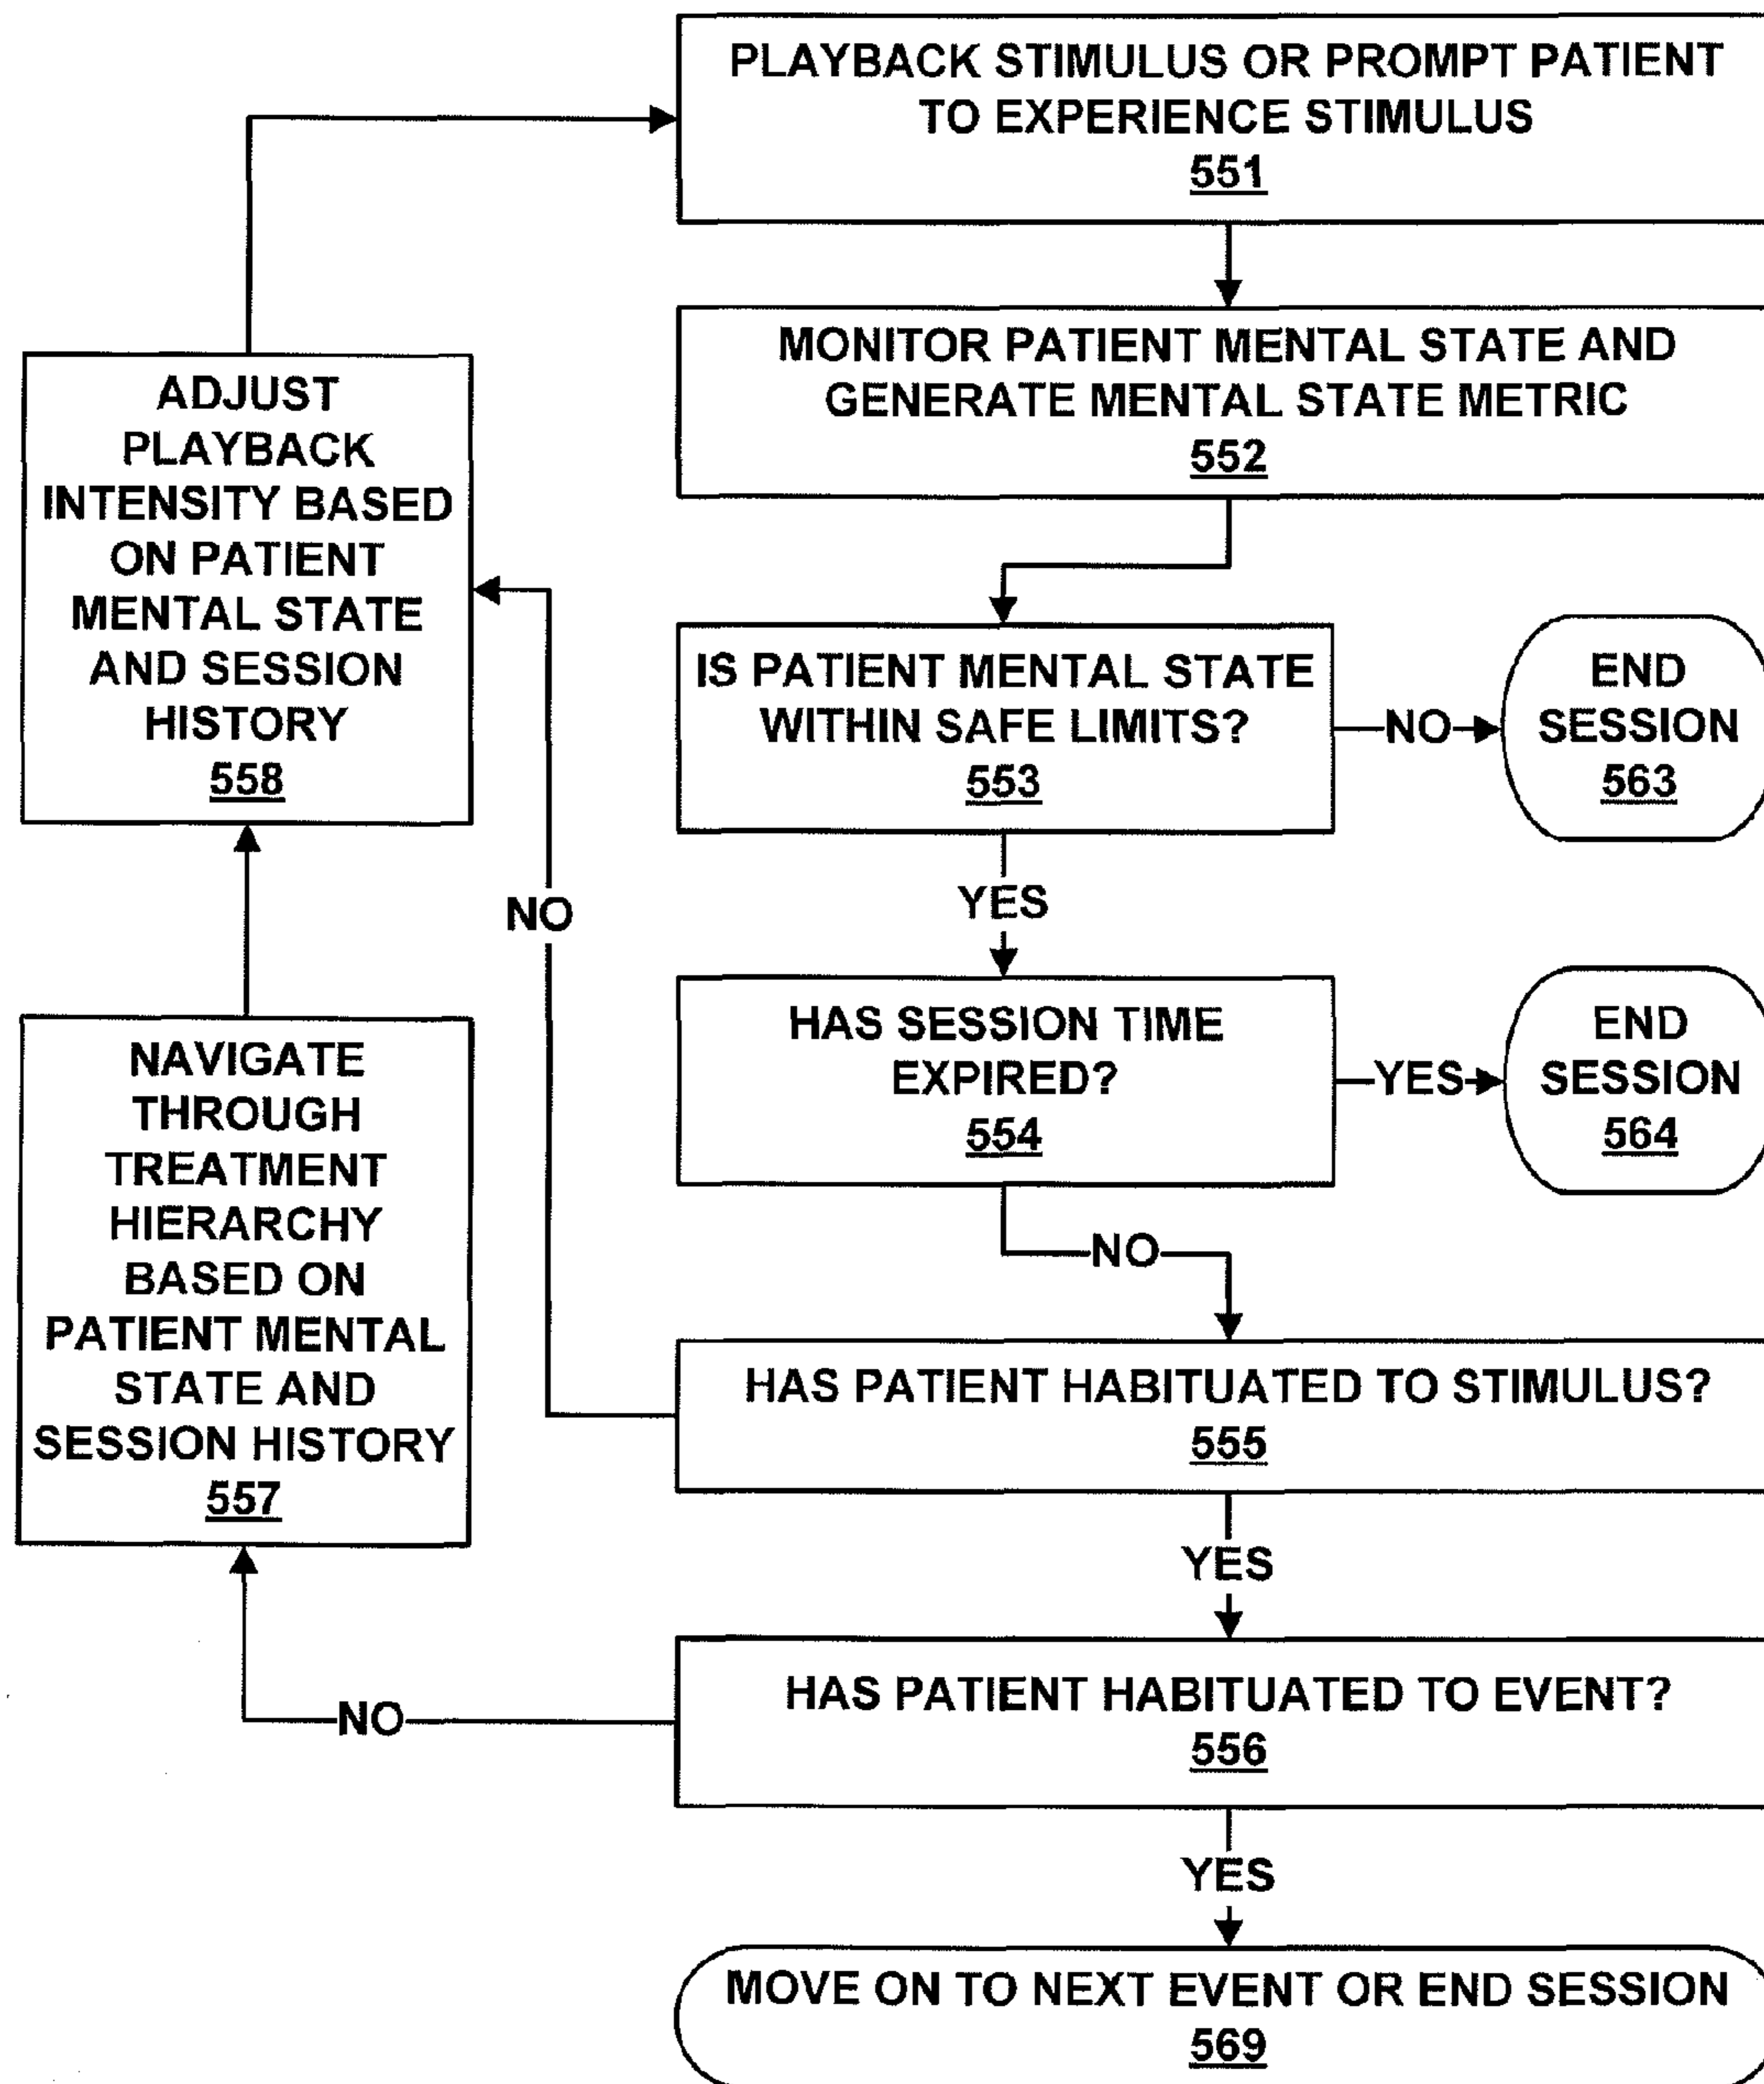 PLAYBACK STIMULUS OR PROMPT PATIENT
TO EXPERIENCE STIMULUS
551
MONITOR PATIENT MENTAL STATE AND
GENERATE MENTAL STATE METRIC
552
ADJUST
PLAYBACK
INTENSITY BASED
ON PATIENT
MENTAL STATE
AND SESSION
HISTORY
558
IS PATIENT MENTAL STATE
WITHIN SAFE LIMITS?
553
NO
END
SESSION
563
YES
NO
HAS SESSION TIME
EXPIRED?
554
YES
END
SESSION
564
NAVIGATE
THROUGH
TREATMENT
HIERARCHY
BASED ON
PATIENT MENTAL
STATE AND
SESSION HISTORY
557
NO
HAS PATIENT HABITUATED TO STIMULUS?
555
YES
HAS PATIENT HABITUATED TO EVENT?
556
NO
YES
MOVE ON TO NEXT EVENT OR END SESSION
569